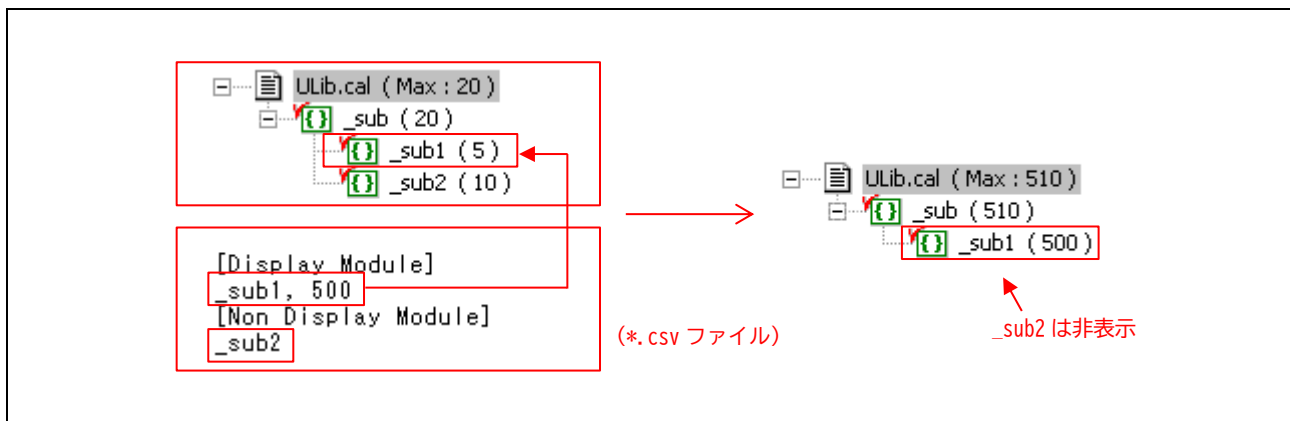 ULib.cal ( Max : 20 )
_sub ( 20 )
_sub1 ( 5 )
_sub2 ( 10 )
[Display Module]
_sub1, 500
[Non Display Module]
_sub2
(*.csv ファイル)
ULib.cal ( Max : 510 )
_sub ( 510 )
_sub1 ( 500 )
_sub2 は非表示